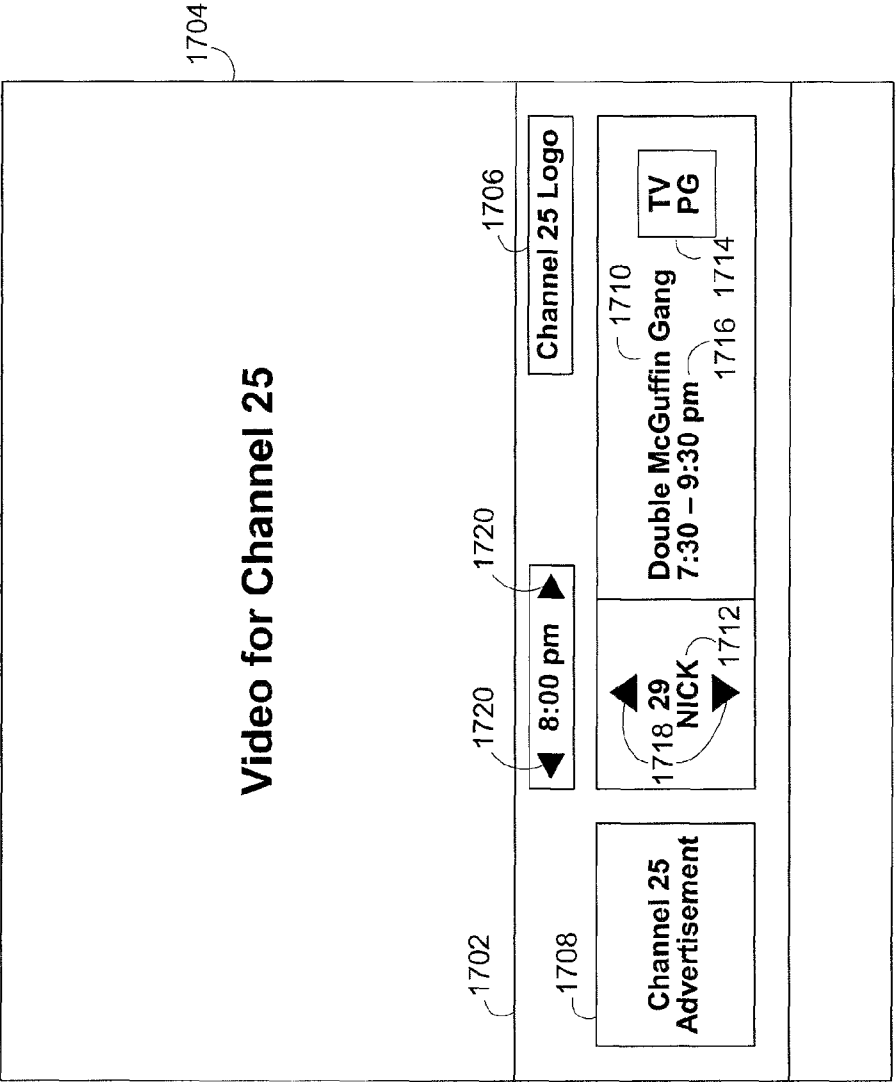 1704
Video for Channel 25
1702
1720
1720
1706
8:00 pm
Channel 25 Logo
1708
Channel 25
Advertisement
1718
29
NICK
1712
1710
Double McGuffin Gang
7:30 – 9:30 pm
1716
TV
PG
1714